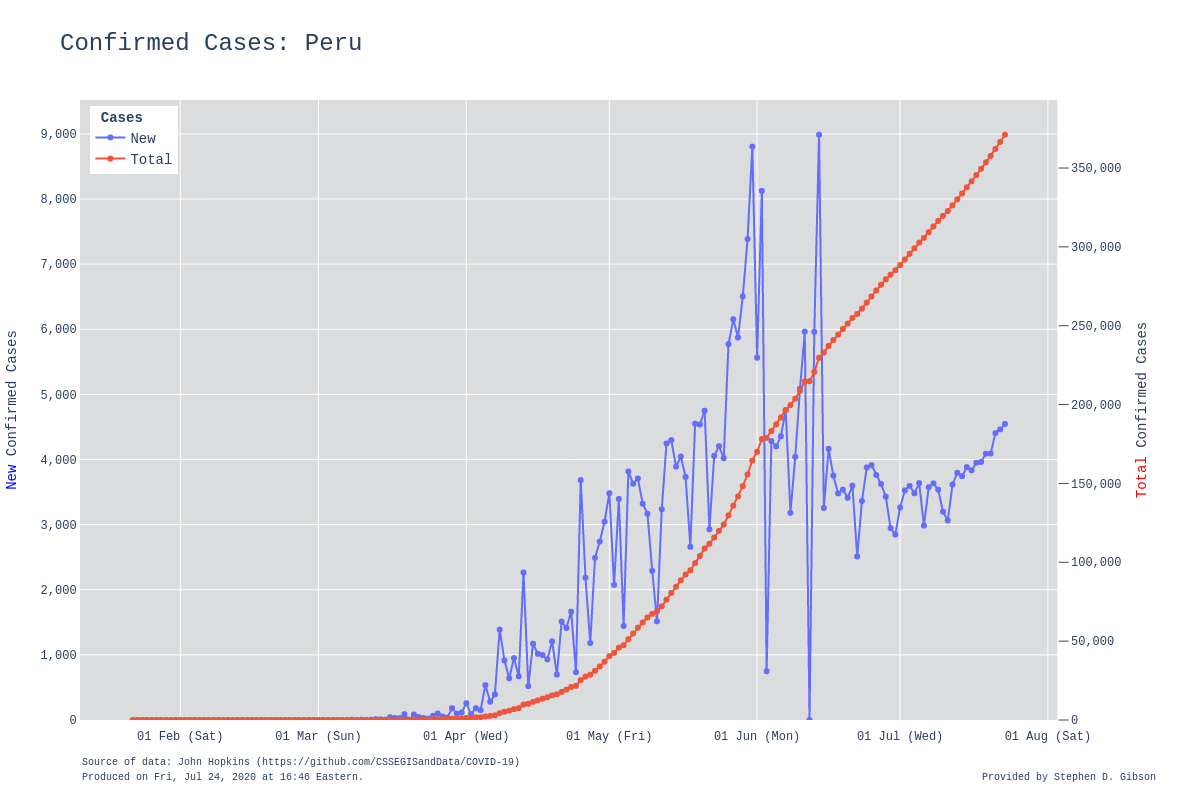 Confirmed Cases: Peru
Cases
New
Total
9,000
8,000
7,000
6,000
5,000
4,000
3,000
2,000
1,000
0
New Confirmed Cases
350,000
300,000
250,000
200,000
150,000
100,000
50,000
0
Total Confirmed Cases
01 Feb (Sat) 01 Mar (Sun) 01 Apr (Wed) 01 May (Fri) 01 Jun (Mon) 01 Jul (Wed) 01 Aug (Sat)
Source of data: John Hopkins (https://github.com/CSSEGISandData/COVID-19)
Produced on Fri, Jul 24, 2020 at 16:46 Eastern.
Provided by Stephen D. Gibson